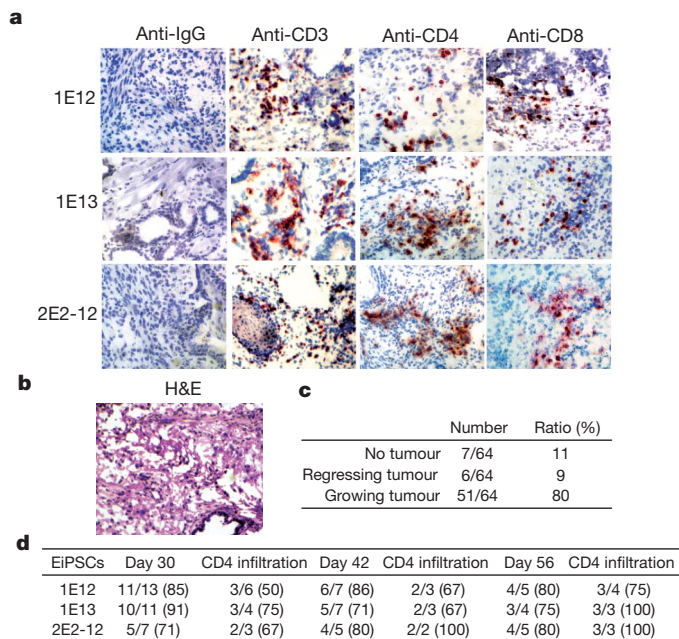 a
Anti-IgG Anti-CD3 Anti-CD4 Anti-CD8
1E12
1E13
2E2-12
b
H&E
c
Number Ratio (%)
No tumour 7/64 11
Regressing tumour 6/64 9
Growing tumour 51/64 80
d
EiPSCs Day 30 CD4 infiltration Day 42 CD4 infiltration Day 56 CD4 infiltration
1E12 11/13 (85) 3/6 (50) 6/7 (86) 2/3 (67) 4/5 (80) 3/4 (75)
1E13 10/11 (91) 3/4 (75) 5/7 (71) 2/3 (67) 3/4 (75) 3/3 (100)
2E2-12 5/7 (71) 2/3 (67) 4/5 (80) 2/2 (100) 4/5 (80) 3/3 (100)